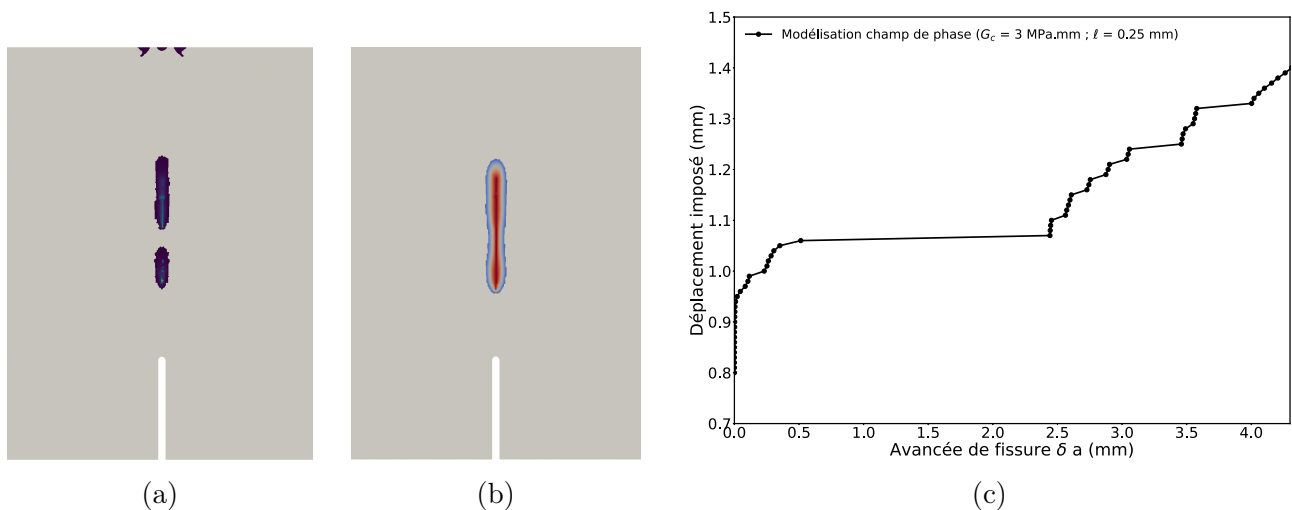 1.5
Modélisation champ de phase (Gc = 3 MPa.mm ; ℓ = 0.25 mm)
1.4
1.3
1.2
1.1
1.0
0.9
0.8
0.7
Déplacement imposé (mm)
0.0 0.5 1.0 1.5 2.0 2.5 3.0 3.5 4.0
Avancée de fissure δ a (mm)
(a) (b) (c)